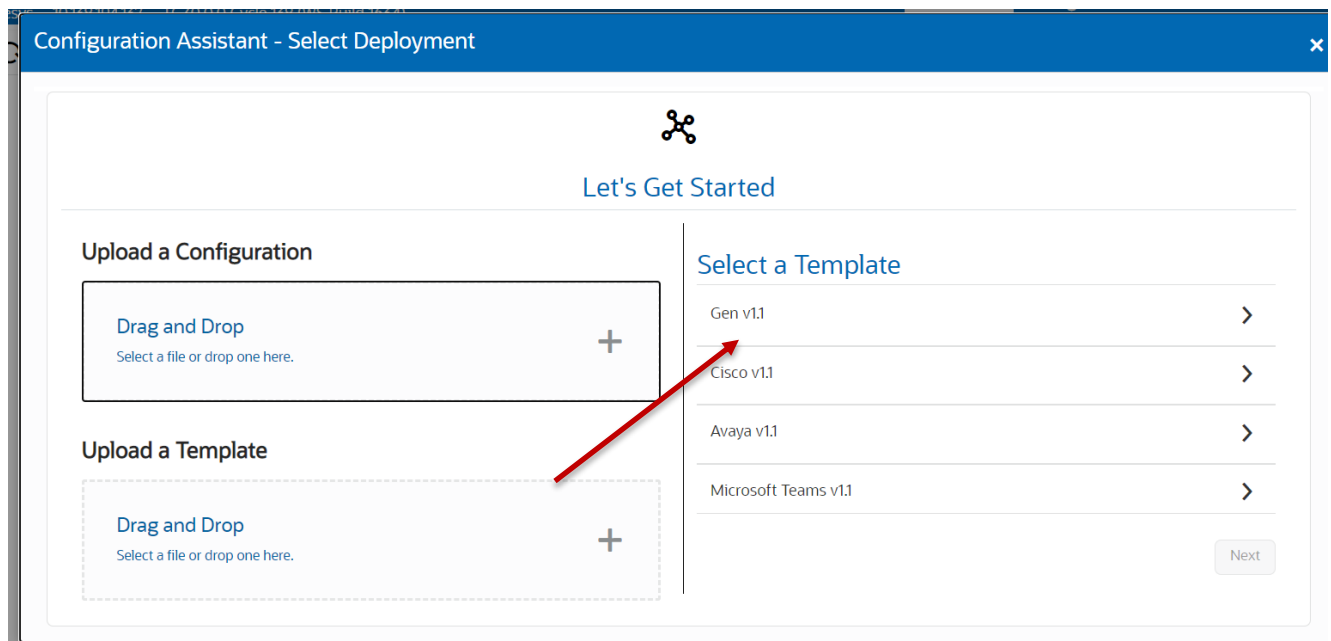 Configuration Assistant - Select Deployment
Let's Get Started
Upload a Configuration
Drag and Drop
Select a file or drop one here.
Upload a Template
Drag and Drop
Select a file or drop one here.
Select a Template
Gen v1.1
Cisco v1.1
Avaya v1.1
Microsoft Teams v1.1
Next